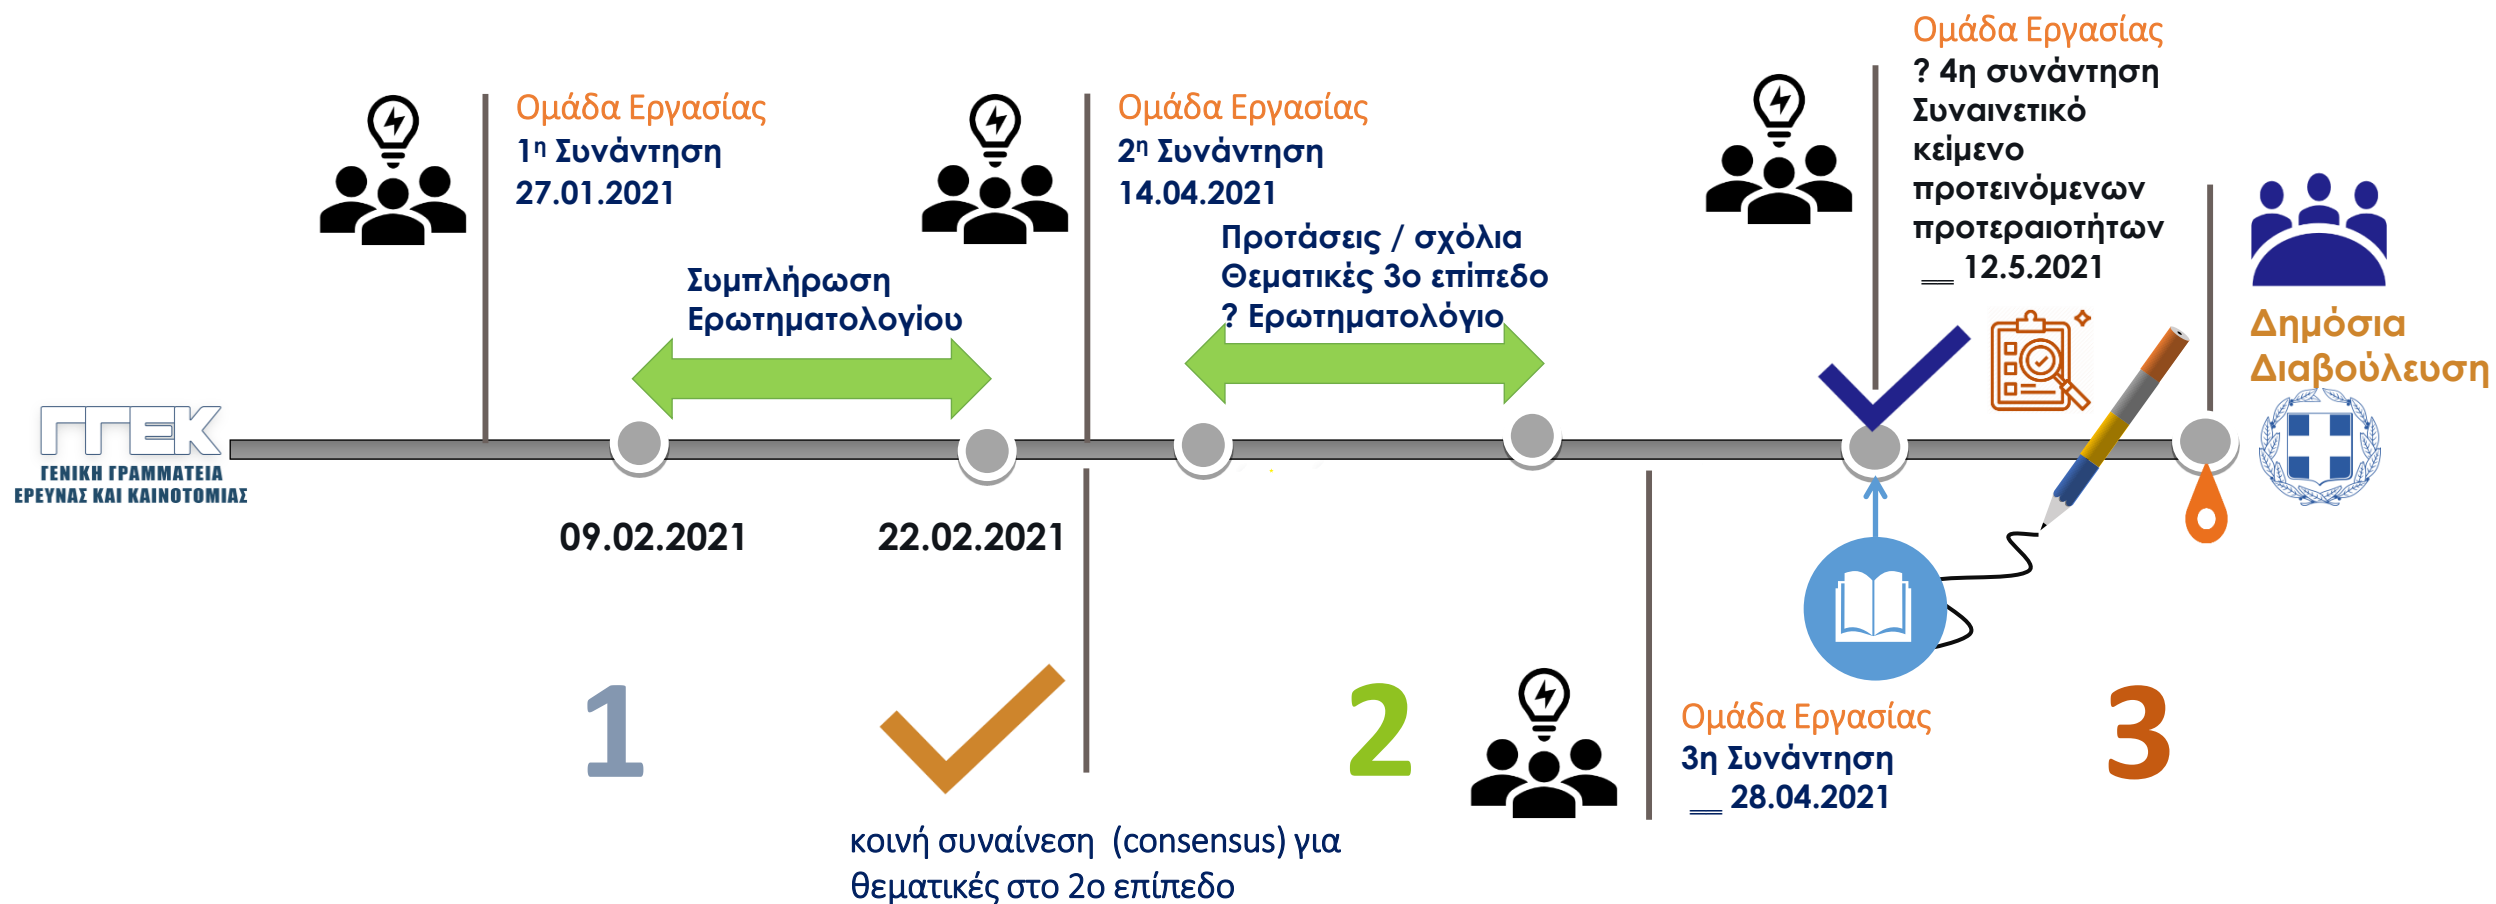 Ομάδα Εργασίας
1η Συνάντηση
27.01.2021
Συμπλήρωση
Ερωτηματολογίου
Ομάδα Εργασίας
2η Συνάντηση
14.04.2021
Προτάσεις / σχόλια
Θεματικές 3ο επίπεδο
? Ερωτηματολόγιο
Ομάδα Εργασίας
? 4η συνάντηση
Συναινετικό
κείμενο
προτεινόμενων
προτεραιοτήτων
__ 12.5.2021
Δημόσια
Διαβούλευση
ΓΓΕΚ
ΓΕΝΙΚΗ ΓΡΑΜΜΑΤΕΙΑ
ΕΡΕΥΝΑΣ ΚΑΙ ΚΑΙΝΟΤΟΜΙΑΣ
09.02.2021
22.02.2021
1
2
3
Ομάδα Εργασίας
3η Συνάντηση
__ 28.04.2021
κοινή συναίνεση (consensus) για
θεματικές στο 2ο επίπεδο